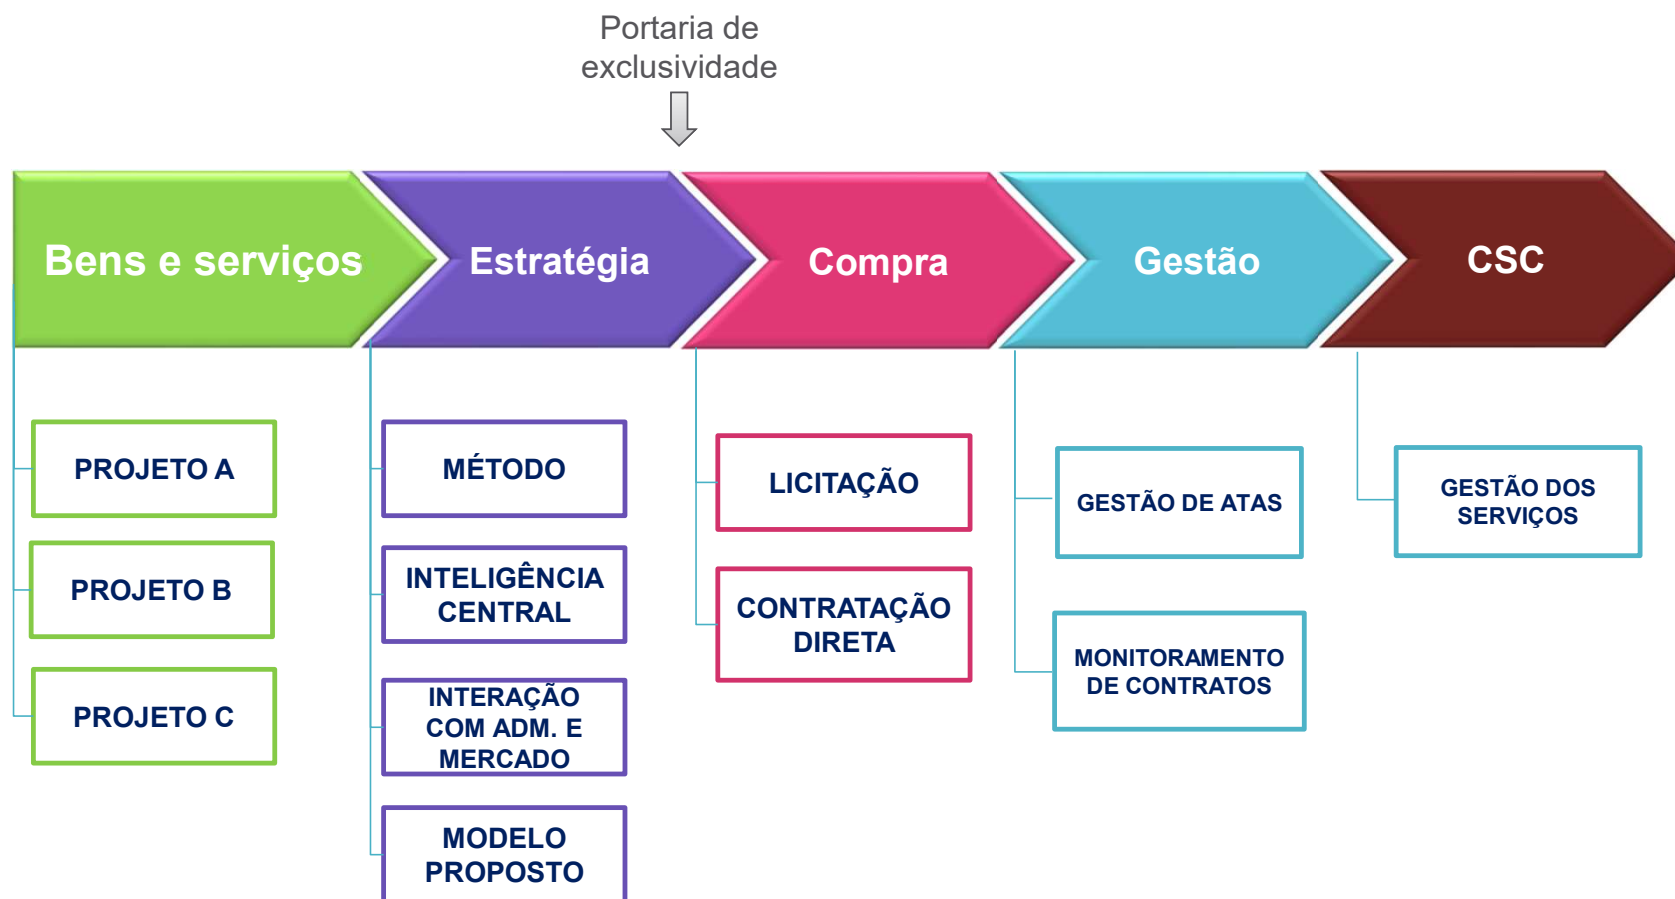 Portaria de
exclusividade
Bens e serviços
Estratégia
Compra
Gestão
CSC
PROJETO A
PROJETO B
PROJETO C
MÉTODO
INTELIGÊNCIA
CENTRAL
INTERAÇÃO
COM ADM. E
MERCADO
MODELO
PROPOSTO
LICITAÇÃO
CONTRATAÇÃO
DIRETA
GESTÃO DE ATAS
MONITORAMENTO
DE CONTRATOS
GESTÃO DOS
SERVIÇOS